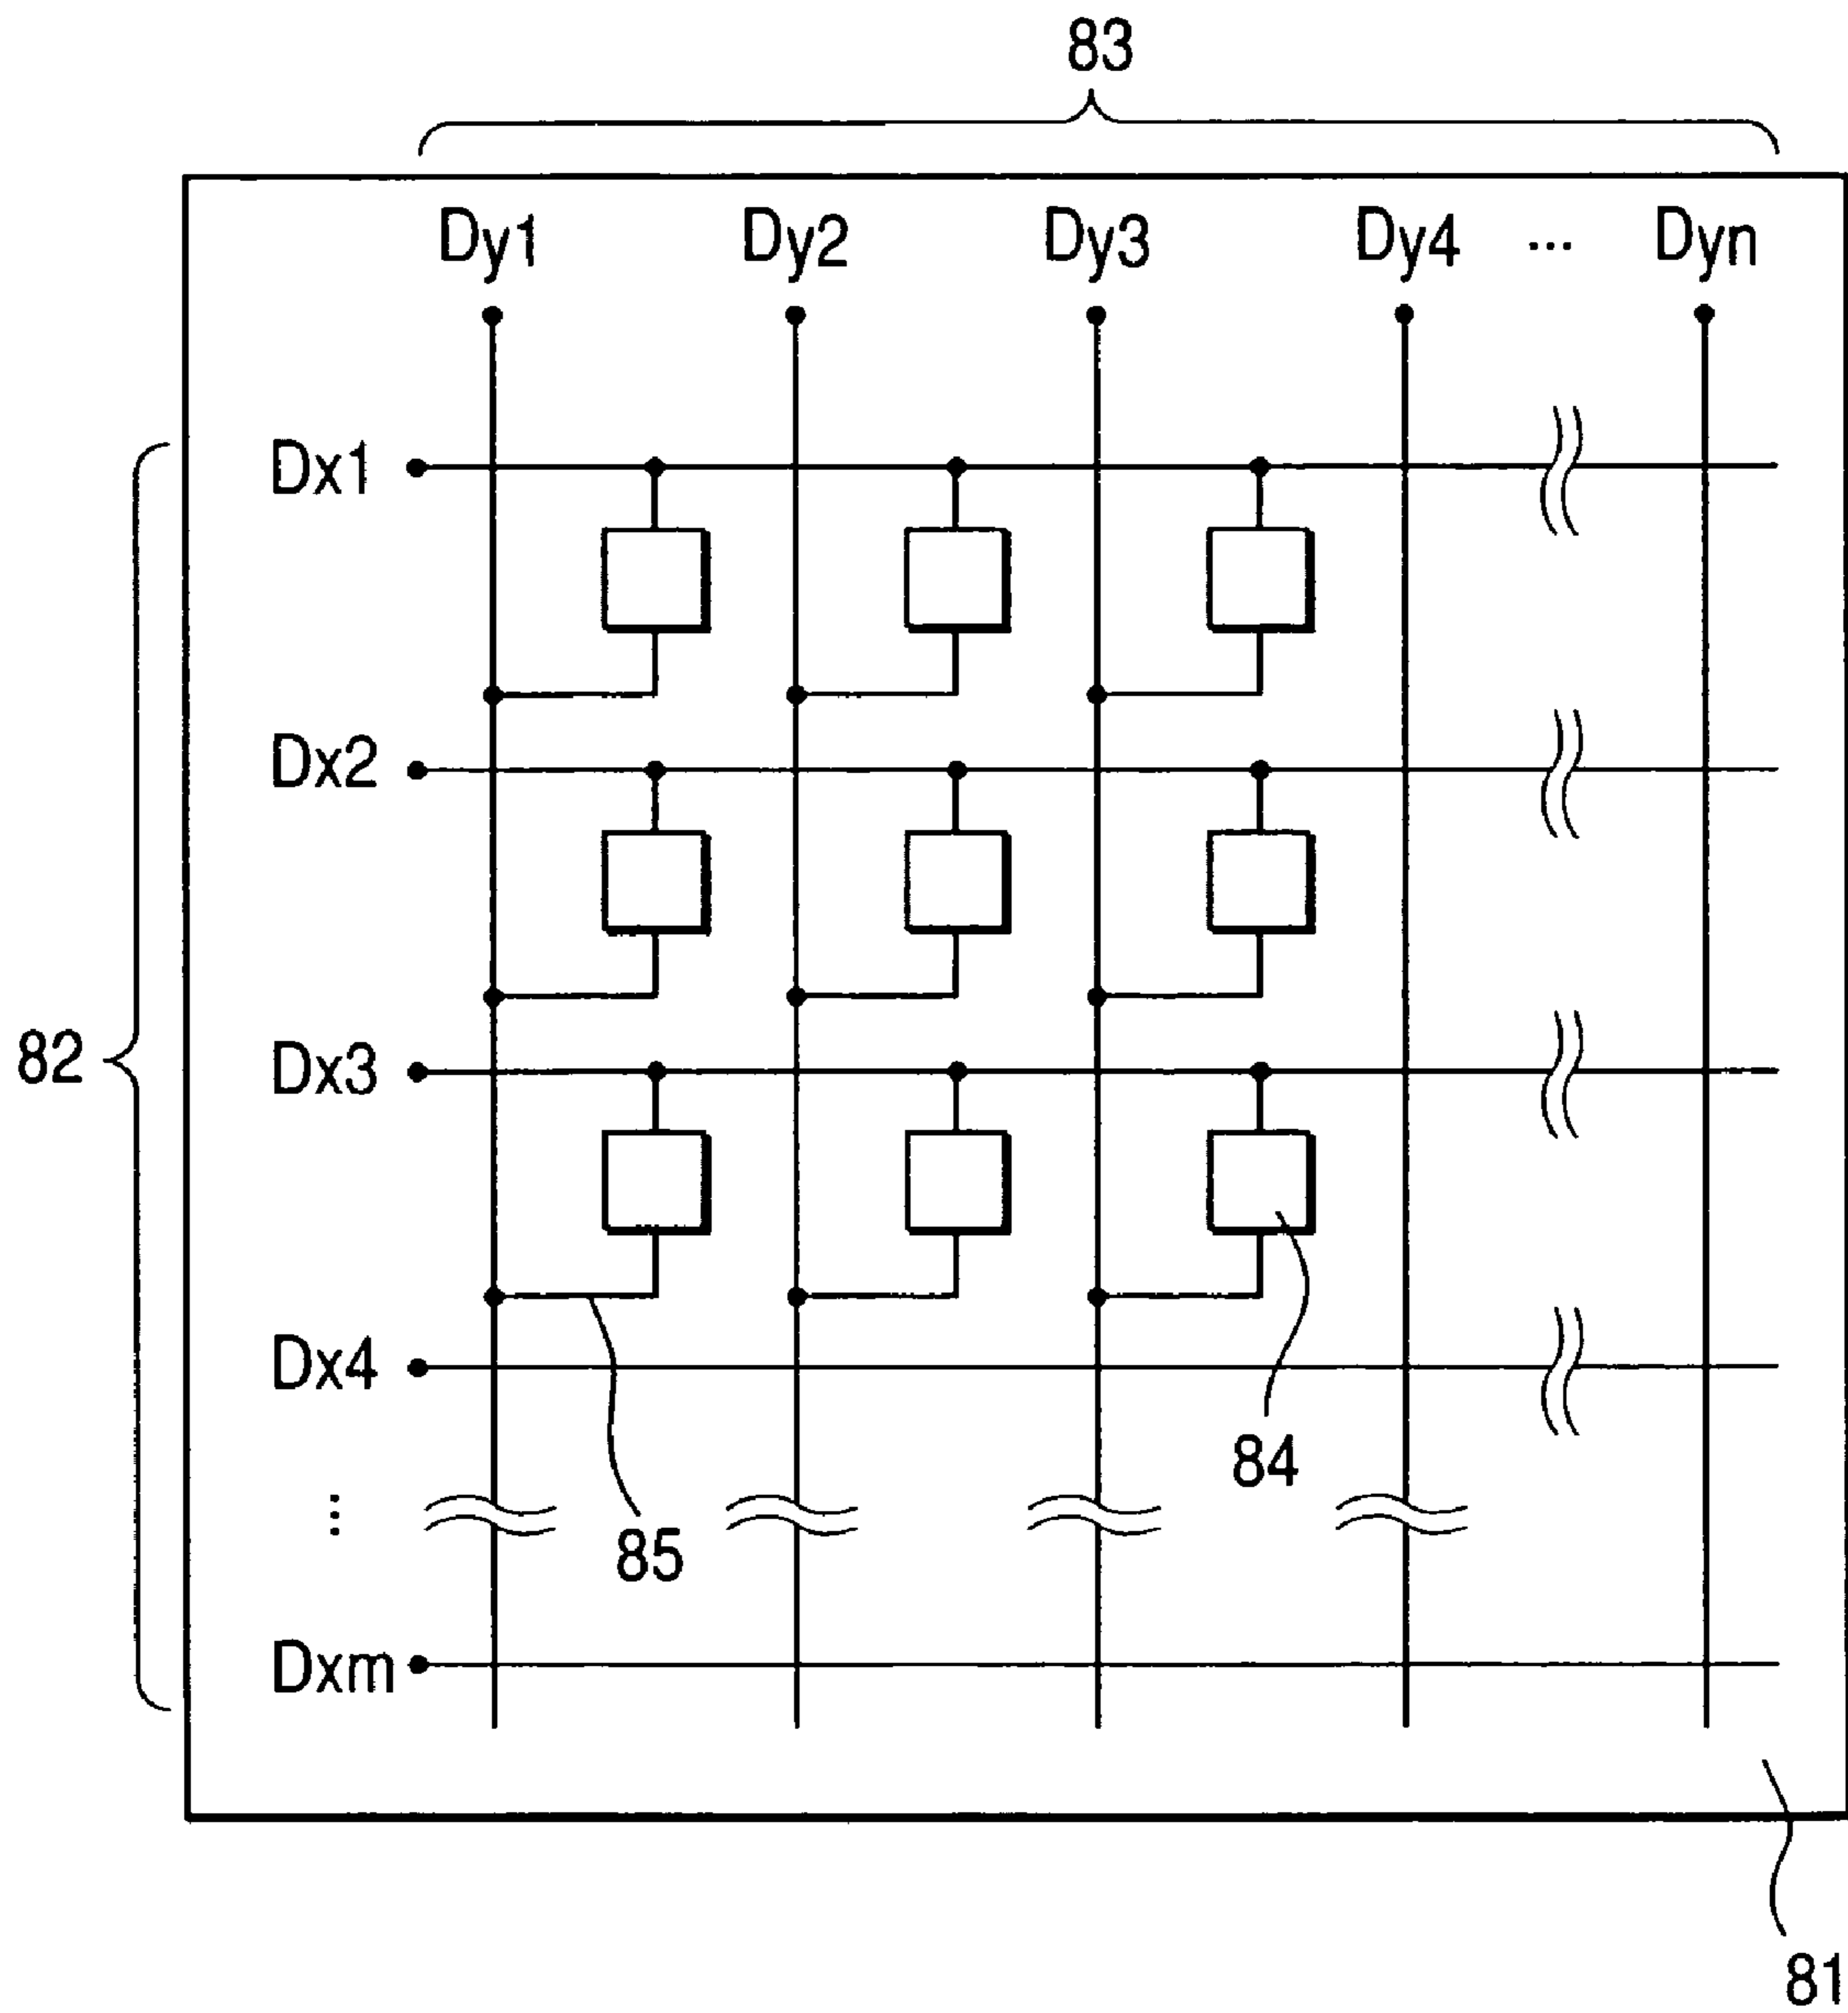 83
Dy1 Dy2 Dy3 Dy4 ... Dyn
Dx1
Dx2
82
Dx3
Dx4
84
⋮
85
Dxm
81